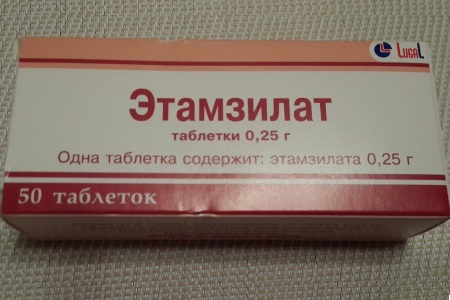 LUGAL
Этамзилат
таблетки 0,25 г
Одна таблетка содержит: этамзилата 0,25 г
50 таблеток